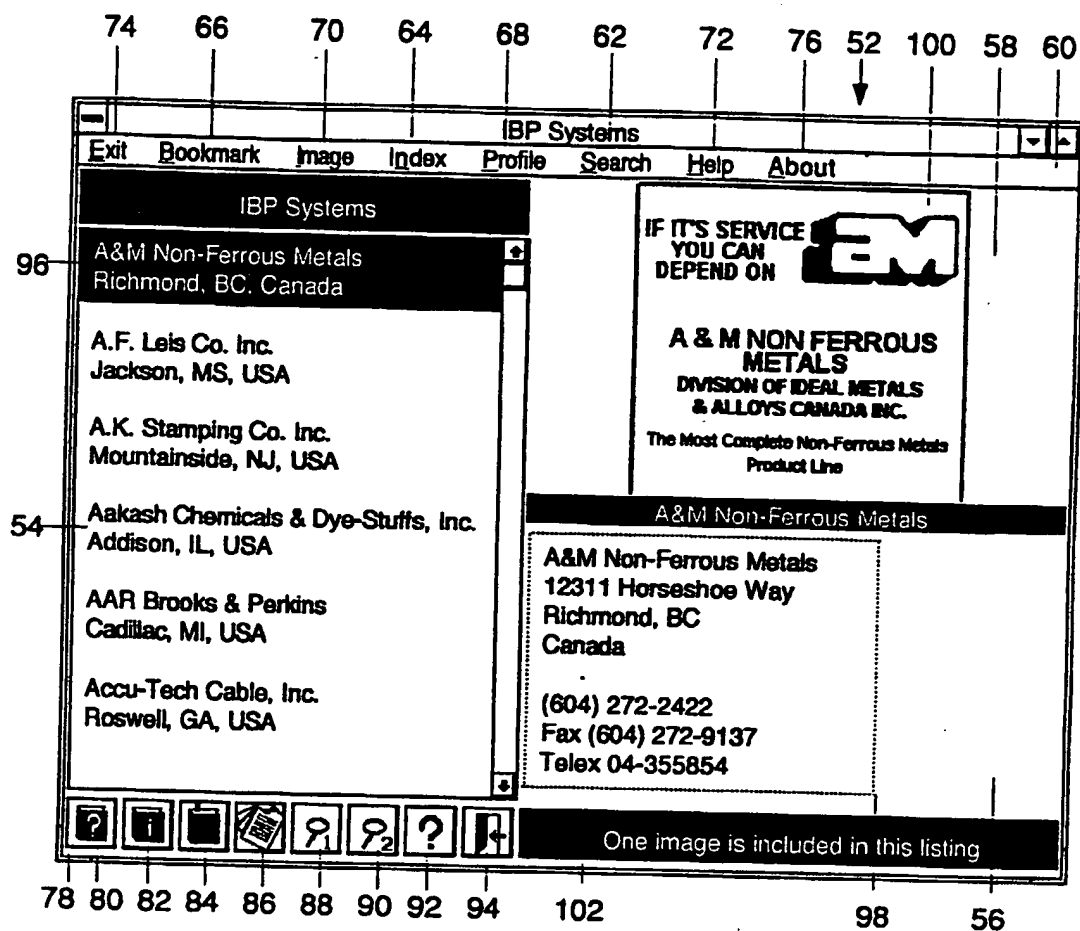 74 66 70 64 68 62 72 76 52 100 58 60
IBP Systems
Exit Bookmark Image Index Profile Search Help About
IBP Systems
96
A&M Non-Ferrous Metals
Richmond, BC, Canada
A.F. Leis Co. Inc.
Jackson, MS, USA
A.K. Stamping Co. Inc.
Mountainside, NJ, USA
54
Aakash Chemicals & Dye-Stuffs, Inc.
Addison, IL, USA
AAR Brooks & Perkins
Cadillac, MI, USA
Accu-Tech Cable, Inc.
Roswell, GA, USA
IF IT'S SERVICE
YOU CAN
DEPEND ON
EM
A & M NON FERROUS
METALS
DIVISION OF IDEAL METALS
& ALLOYS CANADA INC.
The Most Complete Non-Ferrous Metals
Product Line
A&M Non-Ferrous Metals
A&M Non-Ferrous Metals
12311 Horseshoe Way
Richmond, BC
Canada
(604) 272-2422
Fax (604) 272-9137
Telex 04-355854
? i 1 2 ?
One image is included in this listing
78 80 82 84 86 88 90 92 94 102 98 56